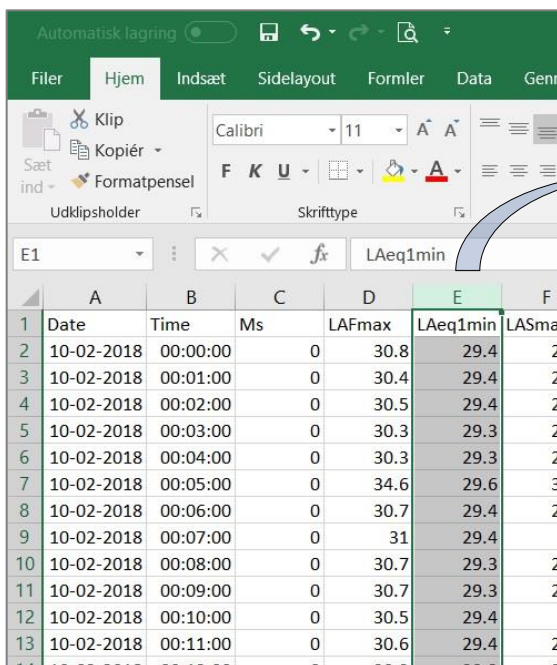 Automatisk lagring
Filer Hjem Indsæt Sidelayout Formler Data
Klip
Kopiér
Sæt ind
Formatpensel
Calibri 11
F K U
A A
A
Udklipsholder Skrifttype
E1 fx LAeq1min
A B C D E F
1 Date Time Ms LAFmax LAeq1min
2 10-02-2018 00:00:00 0 30.8 29.4
3 10-02-2018 00:01:00 0 30.4 29.4
4 10-02-2018 00:02:00 0 30.5 29.4
5 10-02-2018 00:03:00 0 30.3 29.3
6 10-02-2018 00:04:00 0 30.3 29.3
7 10-02-2018 00:05:00 0 34.6 29.6
8 10-02-2018 00:06:00 0 30.7 29.4
9 10-02-2018 00:07:00 0 31 29.4
10 10-02-2018 00:08:00 0 30.7 29.3
11 10-02-2018 00:09:00 0 30.7 29.3
12 10-02-2018 00:10:00 0 30.5 29.4
13 10-02-2018 00:11:00 0 30.6 29.4